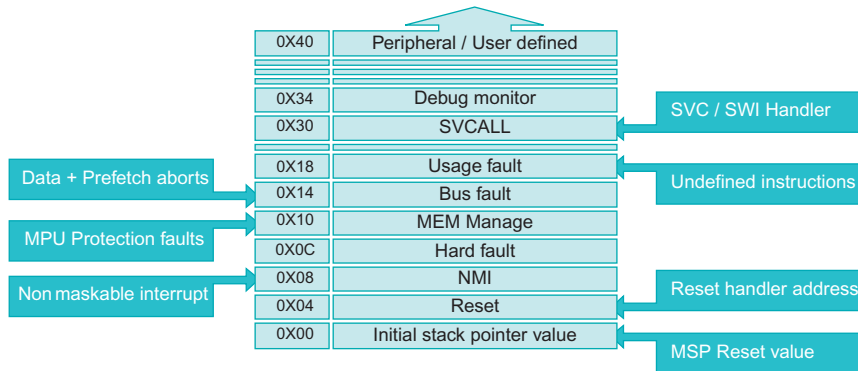 0X40 Peripheral / User defined
0X34 Debug monitor
SVC / SWI Handler
0X30 SVCALL
0X18 Usage fault
Data + Prefetch aborts
Undefined instructions
0X14 Bus fault
0X10 MEM Manage
MPU Protection faults
0X0C Hard fault
0X08 NMI
Non maskable interrupt
Reset handler address
0X04 Reset
0X00 Initial stack pointer value
MSP Reset value